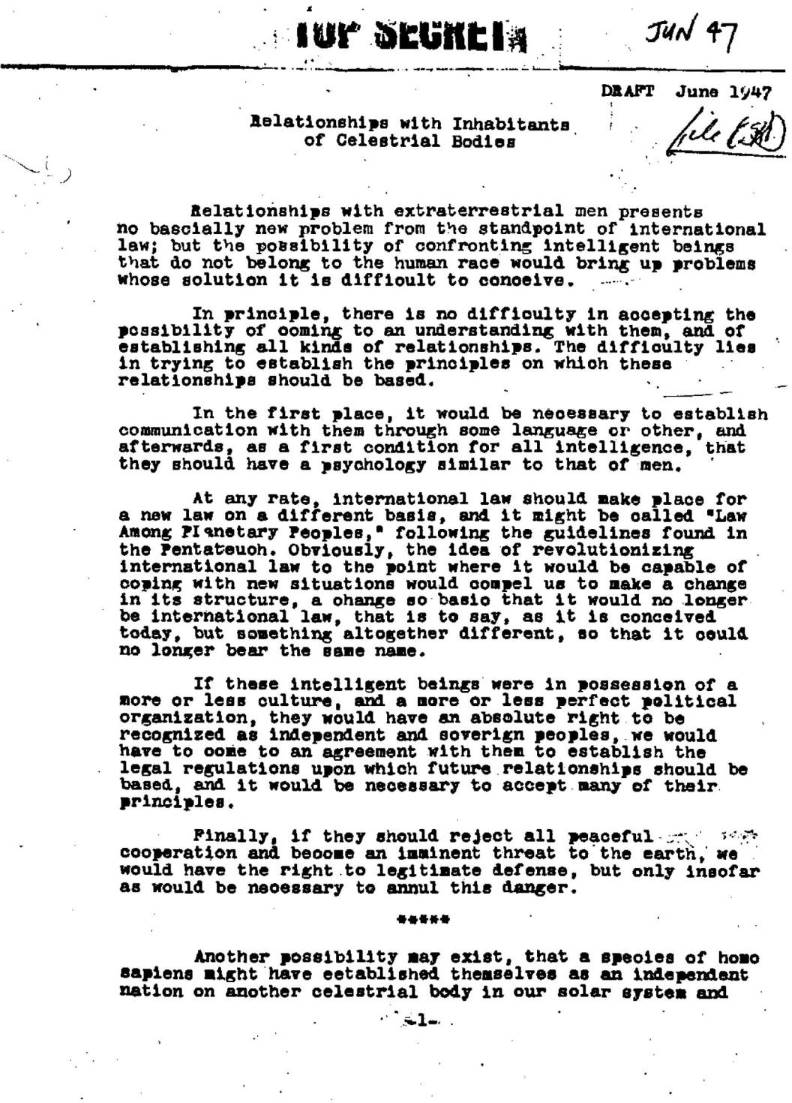 TOP SECRET
JUN 47
DRAFT June 1947
Relationships with Inhabitants
of Celestrial Bodies
file
Relationships with extraterrestrial men presents
no bascially new problem from the standpoint of international
law; but the possibility of confronting intelligent beings
that do not belong to the human race would bring up problems
whose solution it is difficult to conceive.
In principle, there is no difficulty in accepting the
possibility of coming to an understanding with them, and of
establishing all kinds of relationships. The difficulty lies
in trying to establish the principles on which these
relationships should be based.
In the first place, it would be necessary to establish
communication with them through some language or other, and
afterwards, as a first condition for all intelligence, that
they should have a psychology similar to that of men.
At any rate, international law should make place for
a new law on a different basis, and it might be called "Law
Among Planetary Peoples," following the guidelines found in
the Pentateuch. Obviously, the idea of revolutionizing
international law to the point where it would be capable of
coping with new situations would compel us to make a change
in its structure, a change so basic that it would no longer
be international law, that is to say, as it is conceived
today, but something altogether different, so that it could
no longer bear the same name.
If these intelligent beings were in possession of a
more or less culture, and a more or less perfect political
organization, they would have an absolute right to be
recognized as independent and soverign peoples, we would
have to come to an agreement with them to establish the
legal regulations upon which future relationships should be
based, and it would be necessary to accept many of their
principles.
Finally, if they should reject all peaceful
cooperation and become an imminent threat to the earth, we
would have the right to legitimate defense, but only insofar
as would be necessary to annul this danger.
*****
Another possibility may exist, that a species of homo
sapiens might have established themselves as an independent
nation on another celestrial body in our solar system and
-1-